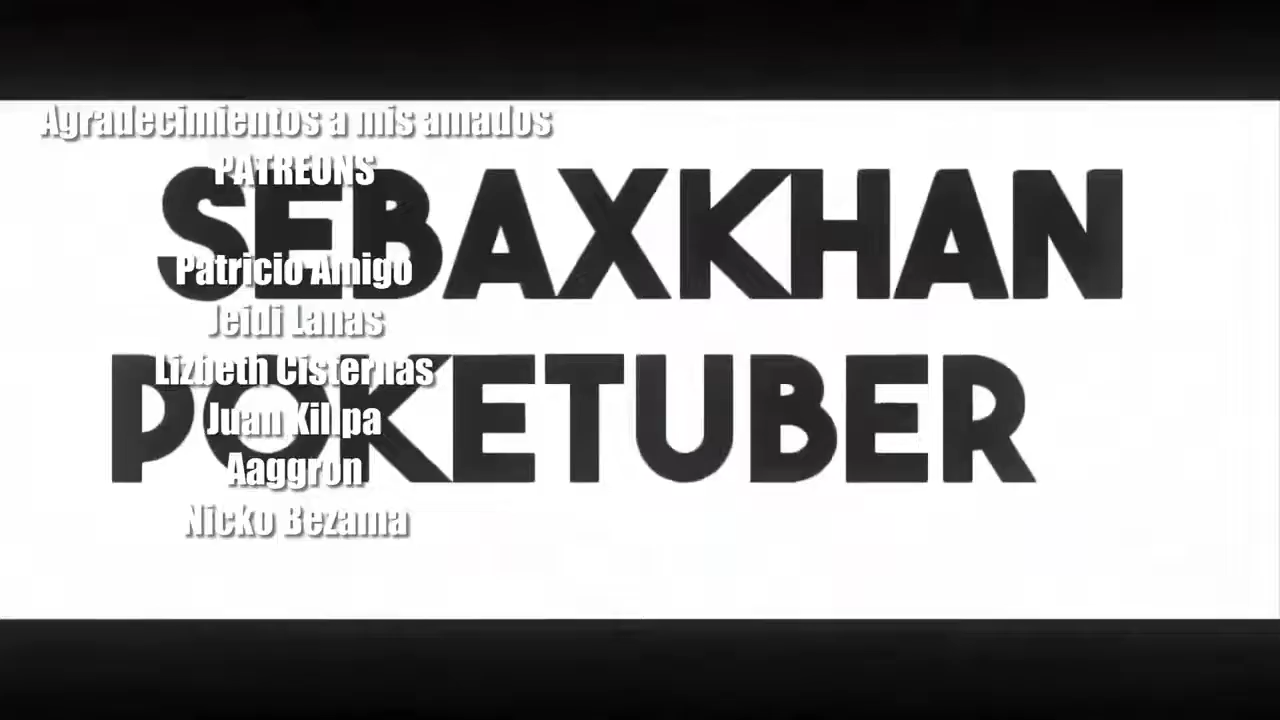 Agradecimientos a mis amados
PATREONS
SEBAXKHAN
Patricio Amigo
Jeidi Lanas
Lizbeth Cisternas
POKETUBER
Juan Killpa
Aaggron
Nicko Bezama